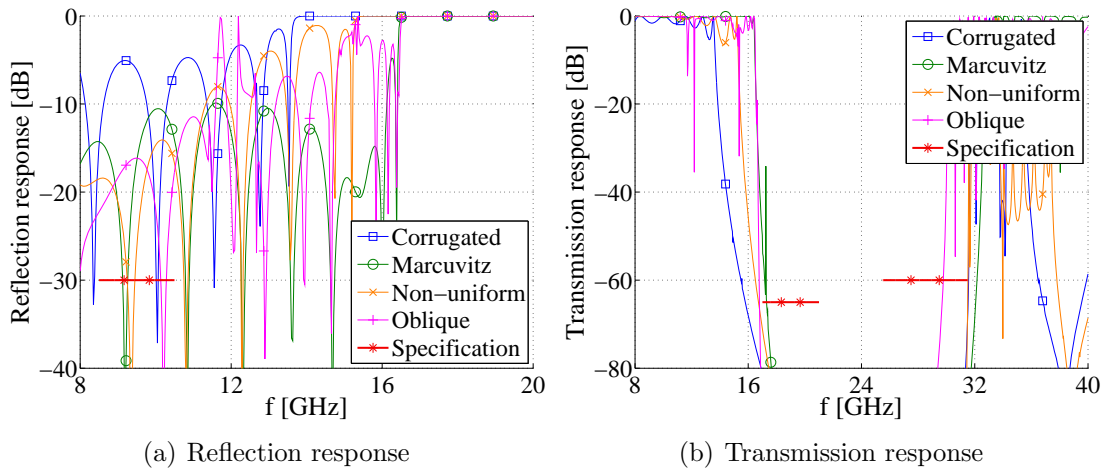 Reflection response [dB]
0
−10
−20
−30
−40
8
12
16
20
f [GHz]
Corrugated
Marcuvitz
Non−uniform
Oblique
Specification
(a) Reflection response
Transmission response [dB]
0
−20
−40
−60
−80
8
16
24
32
40
f [GHz]
Corrugated
Marcuvitz
Non−uniform
Oblique
Specification
(b) Transmission response